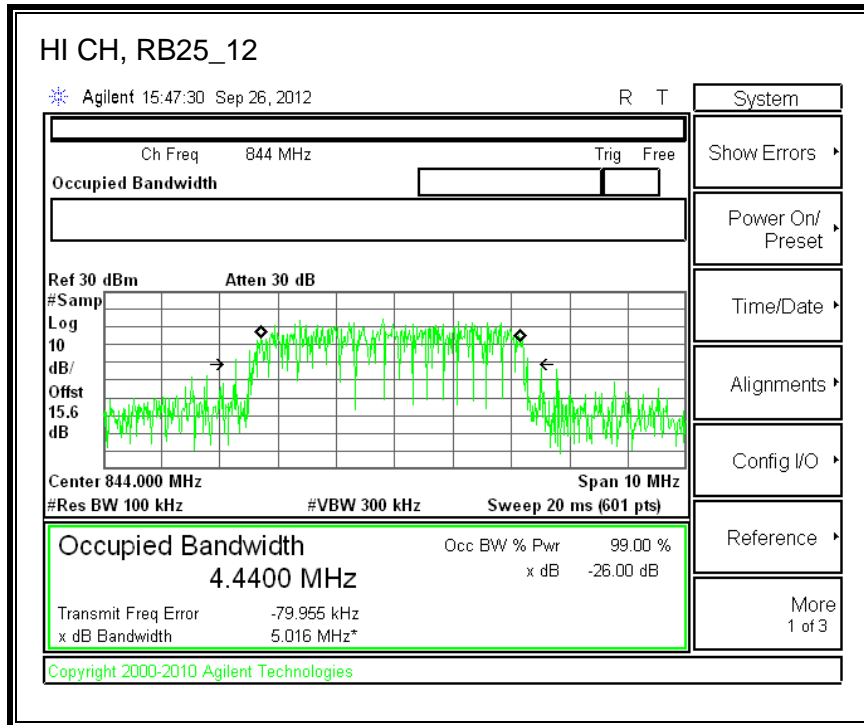 HI CH, RB25_12
Agilent 15:47:30 Sep 26, 2012 R T
System
Ch Freq 844 MHz Trig Free
Occupied Bandwidth
Show Errors
Power On/
Preset
Time/Date
Alignments
Config I/O
Reference
More
1 of 3
Ref 30 dBm Atten 30 dB
#Samp
Log
10
dB/
Offst
15.6
dB
Center 844.000 MHz Span 10 MHz
#Res BW 100 kHz #VBW 300 kHz Sweep 20 ms (601 pts)
Occupied Bandwidth Occ BW % Pwr 99.00 %
4.4400 MHz x dB -26.00 dB
Transmit Freq Error -79.955 kHz
x dB Bandwidth 5.016 MHz*
Copyright 2000-2010 Agilent Technologies